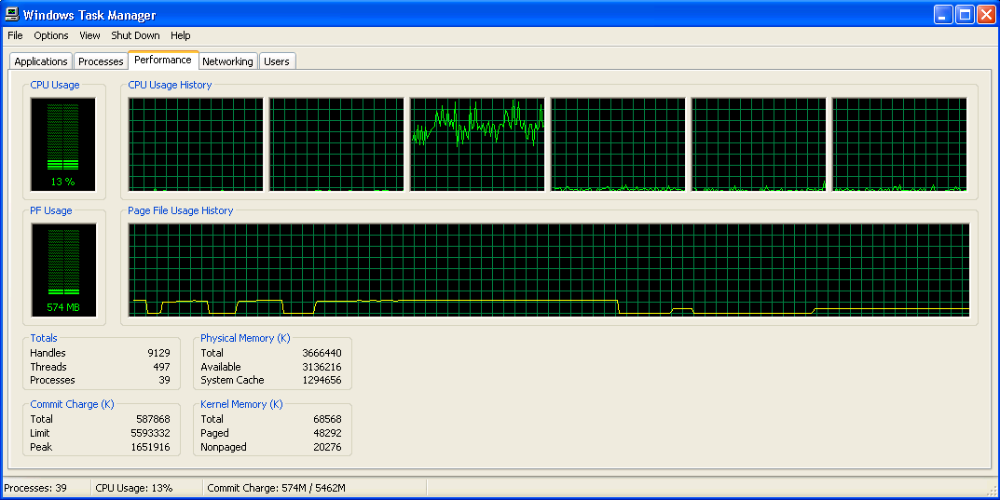 Windows Task Manager
File Options View Shut Down Help
Applications Processes Performance Networking Users
CPU Usage CPU Usage History
13 %
PF Usage Page File Usage History
574 MB
Totals Physical Memory (K)
Handles 9129 Total 3666440
Threads 497 Available 3136216
Processes 39 System Cache 1294656
Commit Charge (K) Kernel Memory (K)
Total 587868 Total 68568
Limit 5593332 Paged 48292
Peak 1651916 Nonpaged 20276
Processes: 39 CPU Usage: 13% Commit Charge: 574M / 5462M